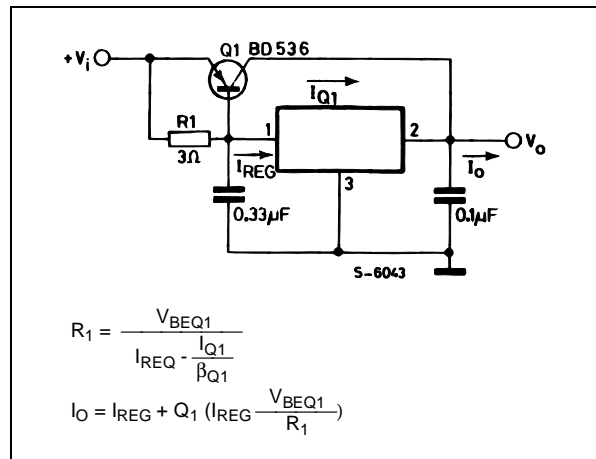 Q1 BD536
+Vi
IQ1
R1
1
2
Vo
3Ω
IREG
Io
3
0.33µF
0.1µF
S-6043
R1 = VBEQ1 / IREQ - IQ1 / βQ1
IO = IREG + Q1 (IREG VBEQ1 / R1)